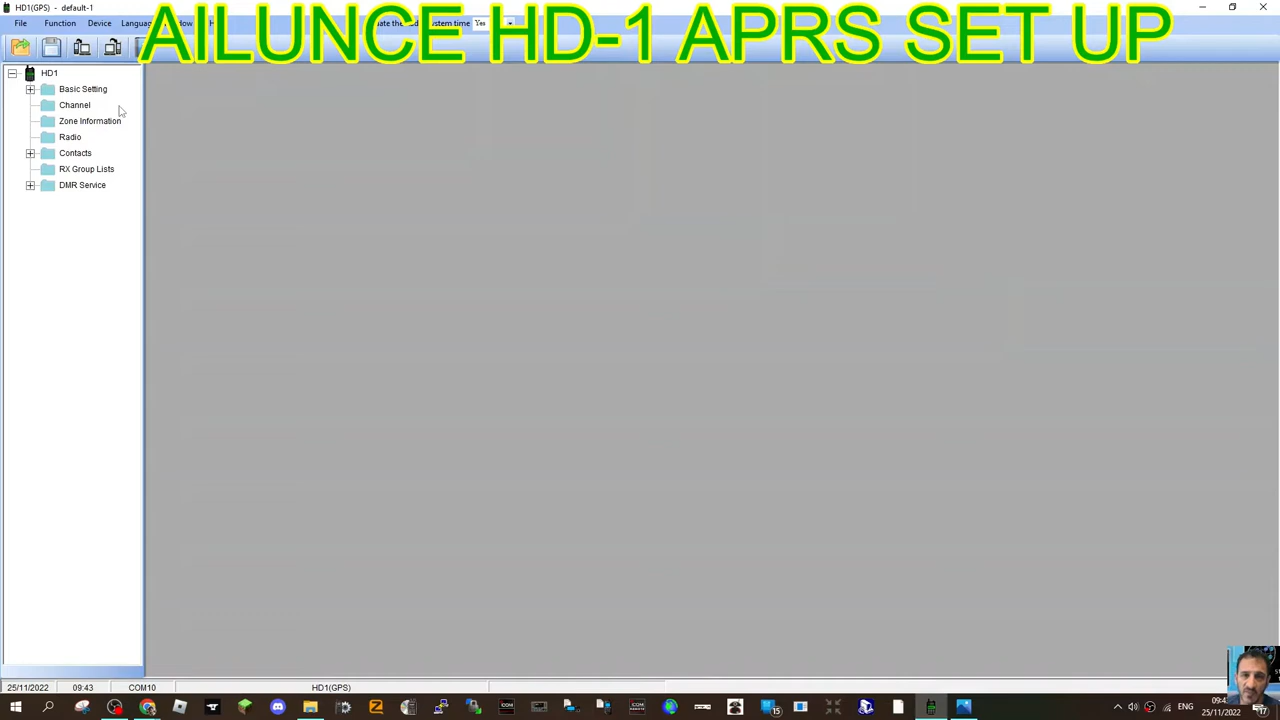 HD1(GPS) - default-1
AILUNCE HD-1 APRS SET UP
File Function Device
Yes
HD1
Basic Setting
Channel
Zone Information
Radio
Contacts
RX Group Lists
DMR Service
25/11/2022 09:43 COM10 HD1(GPS)
ENG
25/11/2022